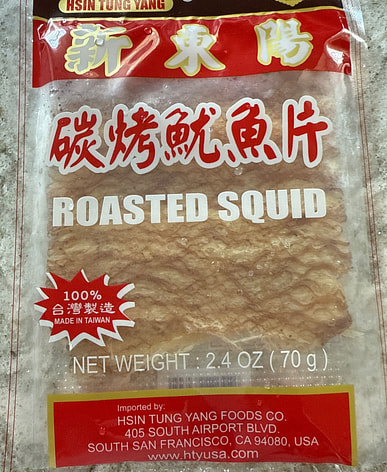 HSIN TUNG YANG
新東陽
碳烤魷魚片
ROASTED SQUID
100%
台灣製造
MADE IN TAIWAN
NET WEIGHT : 2.4 OZ ( 70 g )
Imported by:
HSIN TUNG YANG FOODS CO.
405 SOUTH AIRPORT BLVD.
SOUTH SAN FRANCISCO, CA 94080, USA
www.htyusa.com